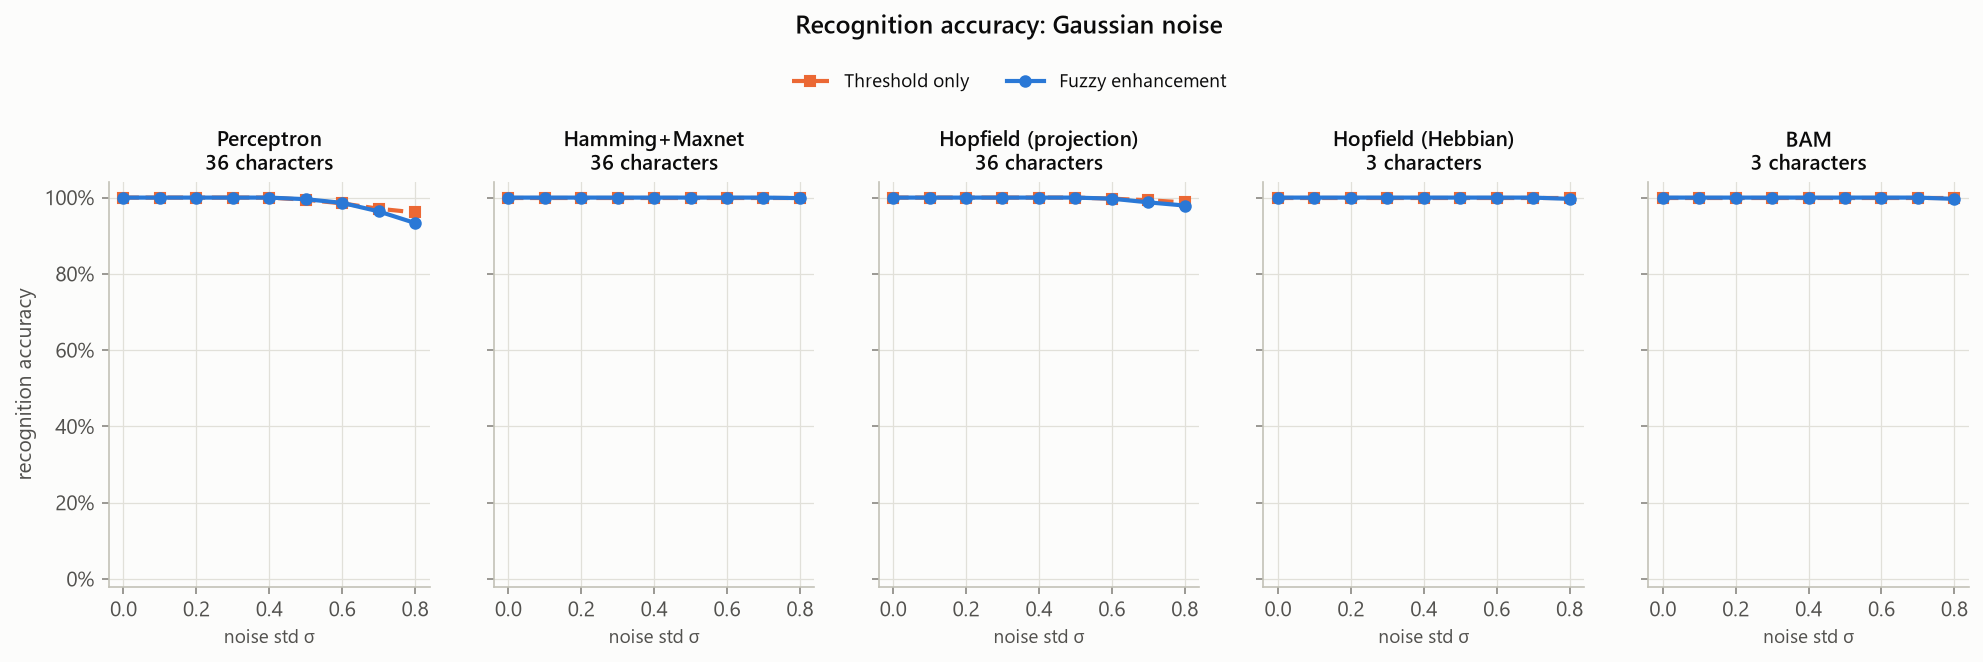 Recognition accuracy: Gaussian noise
Threshold only
Fuzzy enhancement
Perceptron
36 characters
Hamming+Maxnet
36 characters
Hopfield (projection)
36 characters
Hopfield (Hebbian)
3 characters
BAM
3 characters
recognition accuracy
100%
80%
60%
40%
20%
0%
0.0 0.2 0.4 0.6 0.8
noise std σ
0.0 0.2 0.4 0.6 0.8
noise std σ
0.0 0.2 0.4 0.6 0.8
noise std σ
0.0 0.2 0.4 0.6 0.8
noise std σ
0.0 0.2 0.4 0.6 0.8
noise std σ